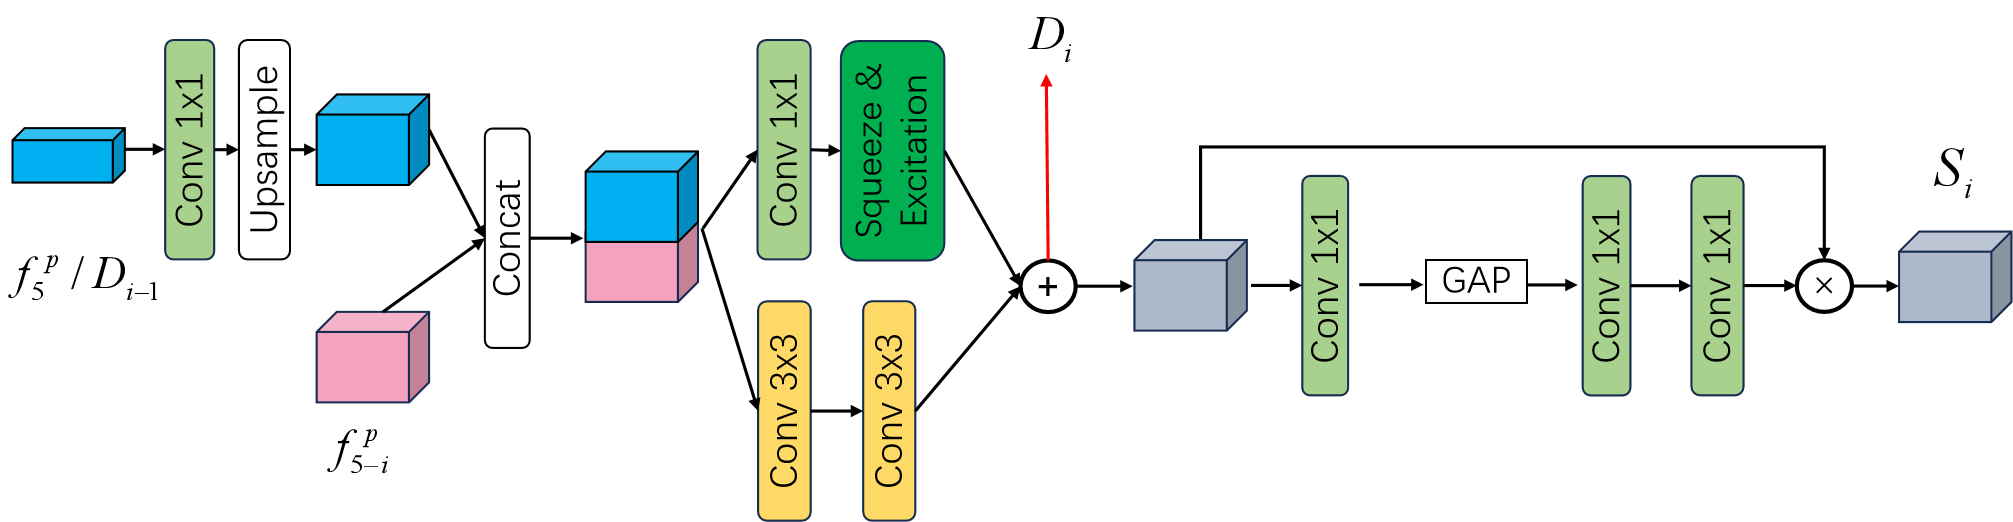 f_5^p / D_{i-1}
Conv 1x1
Upsample
f_{5-i}^p
Concat
Conv 1x1
Squeeze &
Excitation
Conv 3x3
Conv 3x3
D_i
+
Conv 1x1
GAP
Conv 1x1
Conv 1x1
×
S_i